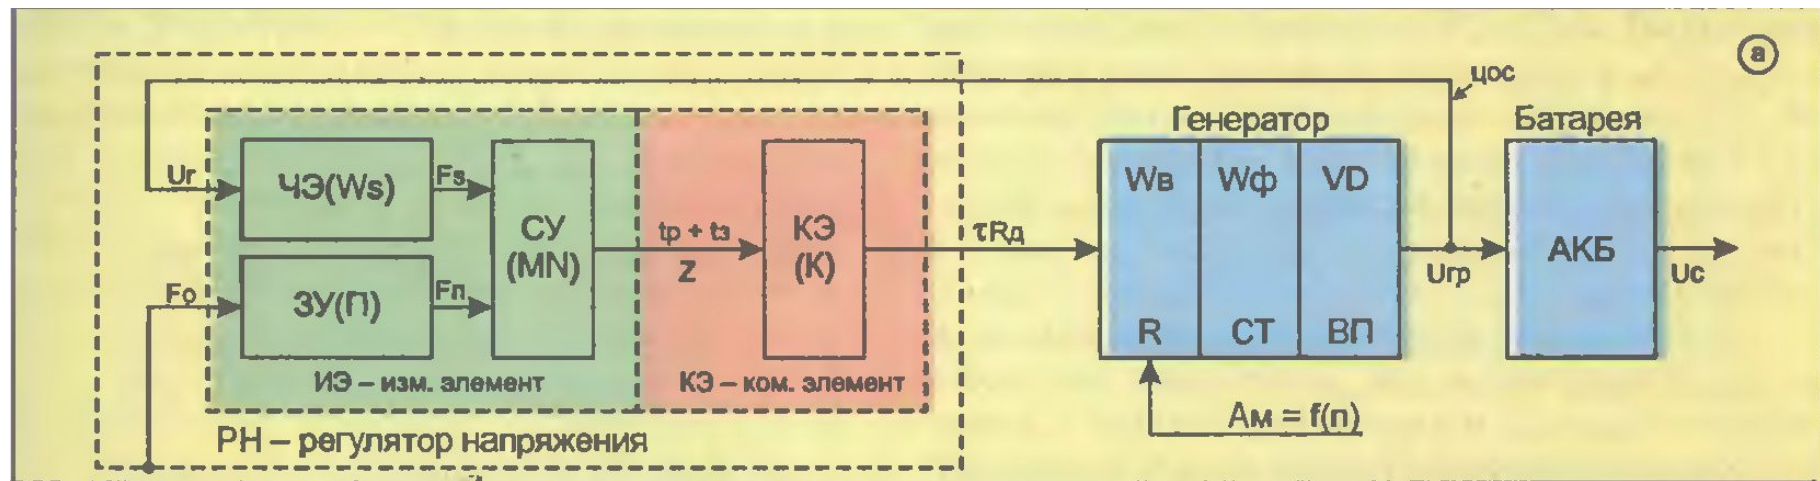 а
цос
Генератор
Батарея
Uг
ЧЭ(Ws)
Fs
СУ
(MN)
tр + tз
Z
КЭ
(К)
τRд
Wв
Wф
VD
R
СТ
ВП
Uгр
АКБ
Uс
Fо
ЗУ(П)
Fп
ИЭ – изм. элемент
КЭ – ком. элемент
РН – регулятор напряжения
Ам = f(n)